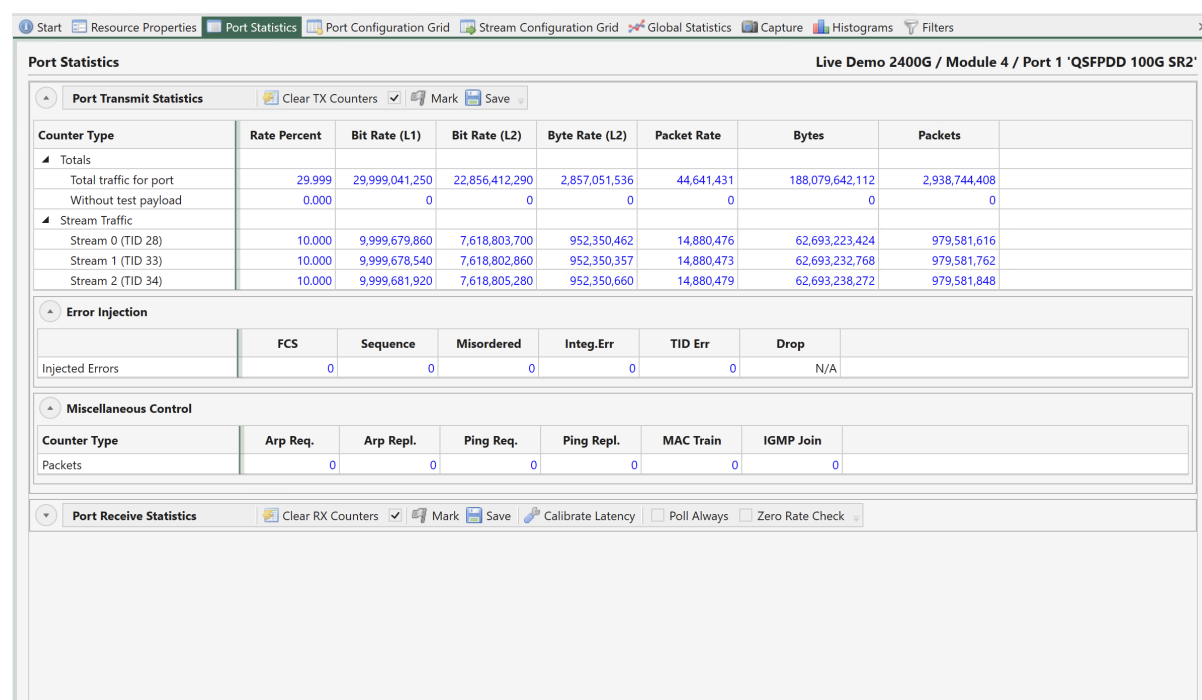 Start Resource Properties Port Statistics Port Configuration Grid Stream Configuration Grid Global Statistics Capture Histograms Filters
Port Statistics Live Demo 2400G / Module 4 / Port 1 'QSFPDD 100G SR2'
Port Transmit Statistics Clear TX Counters Mark Save
Counter Type Rate Percent Bit Rate (L1) Bit Rate (L2) Byte Rate (L2) Packet Rate Bytes Packets
Totals
Total traffic for port 29.999 29,999,041,250 22,856,412,290 2,857,051,536 44,641,431 188,079,642,112 2,938,744,408
Without test payload 0.000 0 0 0 0 0 0
Stream Traffic
Stream 0 (TID 28) 10.000 9,999,679,860 7,618,803,700 952,350,462 14,880,476 62,693,223,424 979,581,616
Stream 1 (TID 33) 10.000 9,999,678,540 7,618,802,860 952,350,357 14,880,473 62,693,232,768 979,581,762
Stream 2 (TID 34) 10.000 9,999,681,920 7,618,805,280 952,350,660 14,880,479 62,693,238,272 979,581,848
Error Injection
FCS Sequence Misordered Integ.Err TID Err Drop
Injected Errors 0 0 0 0 0 N/A
Miscellaneous Control
Counter Type Arp Req. Arp Repl. Ping Req. Ping Repl. MAC Train IGMP Join
Packets 0 0 0 0 0 0
Port Receive Statistics Clear RX Counters Mark Save Calibrate Latency Poll Always Zero Rate Check